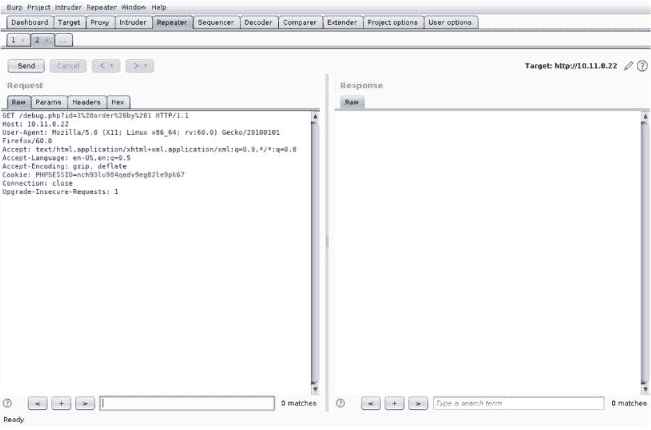 Burp Project Intruder Repeater Window Help
Dashboard Target Proxy Intruder Repeater Sequencer Decoder Comparer Extender Project options User options
1 × 2 × ...
Send Cancel < >
Target: http://10.11.0.22
Request
Response
Raw Params Headers Hex
Raw
GET /debug.php?id=1%20order%20by%201 HTTP/1.1
Host: 10.11.0.22
User-Agent: Mozilla/5.0 (X11; Linux x86_64; rv:60.0) Gecko/20100101
Firefox/60.0
Accept: text/html,application/xhtml+xml,application/xml;q=0.9,*/*;q=0.8
Accept-Language: en-US,en;q=0.5
Accept-Encoding: gzip, deflate
Cookie:
Connection: close
Upgrade-Insecure-Requests: 1
? < + > 0 matches
? < + > Type a search term 0 matches
Ready